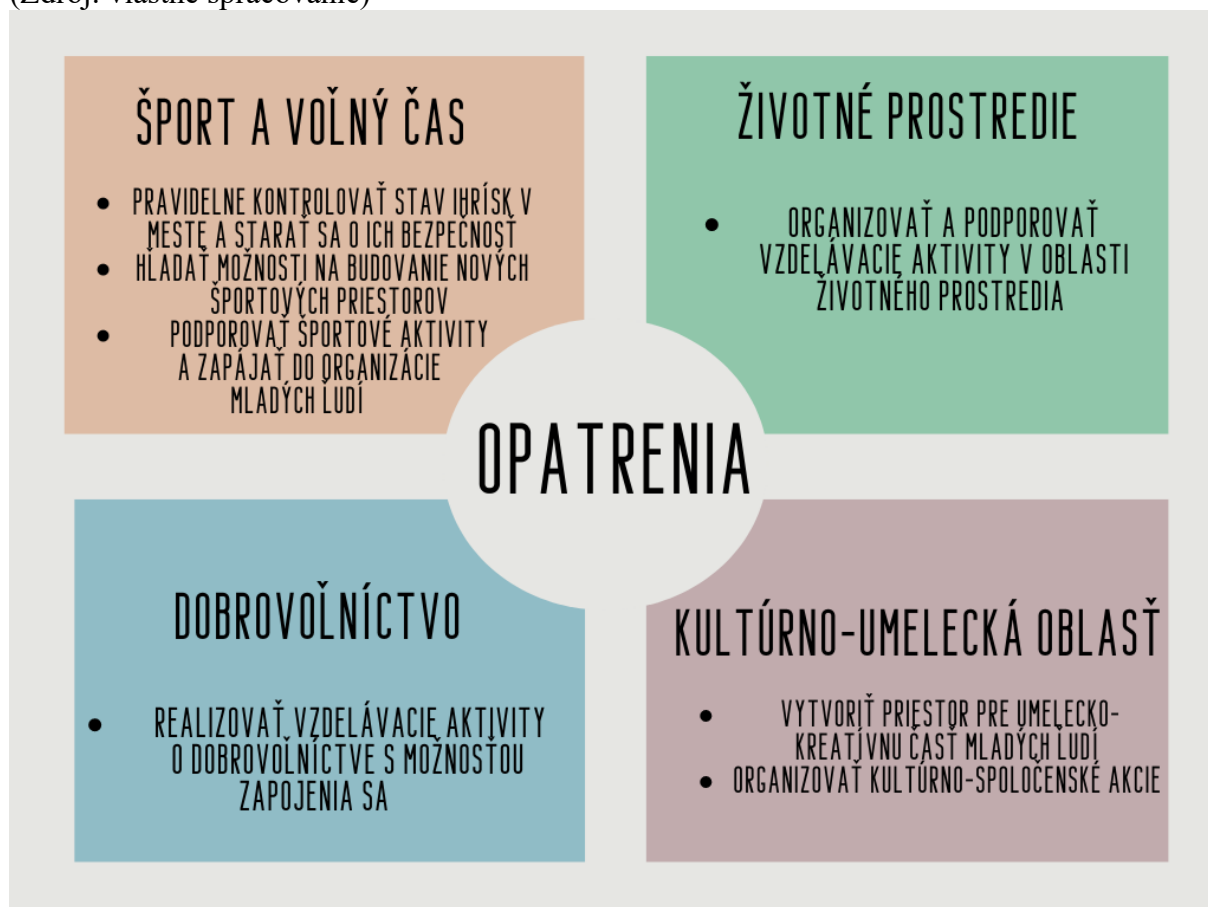 (Zdroj: vlastné spracovanie)
ŠPORT A VOĽNÝ ČAS
• PRAVIDELNE KONTROLOVAŤ STAV IHRÍSK V
MESTE A STARAŤ SA O ICH BEZPEČNOSŤ
• HĽADAŤ MOŽNOSTI NA BUDOVANIE NOVÝCH
ŠPORTOVÝCH PRIESTOROV
• PODPOROVAŤ ŠPORTOVÉ AKTIVITY
A ZAPÁJAŤ DO ORGANIZÁCIE
MLADÝCH ĽUDÍ
ŽIVOTNÉ PROSTREDIE
• ORGANIZOVAŤ A PODPOROVAŤ
VZDELÁVACIE AKTIVITY V OBLASTI
ŽIVOTNÉHO PROSTREDIA
OPATRENIA
DOBROVOĽNÍCTVO
• REALIZOVAŤ VZDELÁVACIE AKTIVITY
O DOBROVOĽNÍCTVE S MOŽNOSŤOU
ZAPOJENIA SA
KULTÚRNO-UMELECKÁ OBLASŤ
• VYTVORIŤ PRIESTOR PRE UMELECKO-
KREATÍVNU ČASŤ MLADÝCH ĽUDÍ
• ORGANIZOVAŤ KULTÚRNO-SPOLOČENSKÉ AKCIE